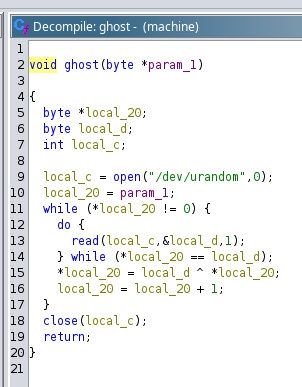 Decompile: ghost - (machine)
1
2 void ghost(byte *param_1)
3
4 {
5 byte *local_20;
6 byte local_d;
7 int local_c;
8
9 local_c = open("/dev/urandom",0);
10 local_20 = param_1;
11 while (*local_20 != 0) {
12 do {
13 read(local_c,&local_d,1);
14 } while (*local_20 == local_d);
15 *local_20 = local_d ^ *local_20;
16 local_20 = local_20 + 1;
17 }
18 close(local_c);
19 return;
20 }
21